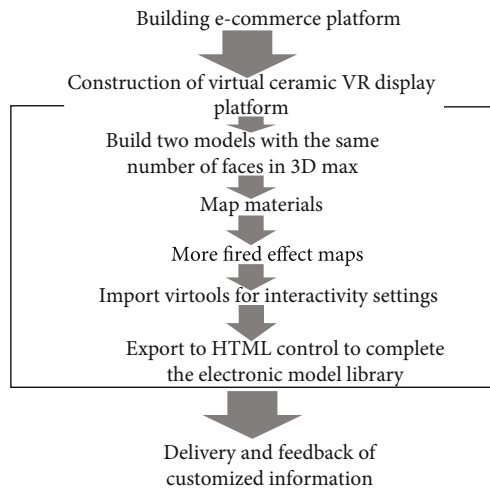 Building e-commerce platform
Construction of virtual ceramic VR display
platform
Build two models with the same
number of faces in 3D max
Map materials
More fired effect maps
Import virtools for interactivity settings
Export to HTML control to complete
the electronic model library
Delivery and feedback of
customized information